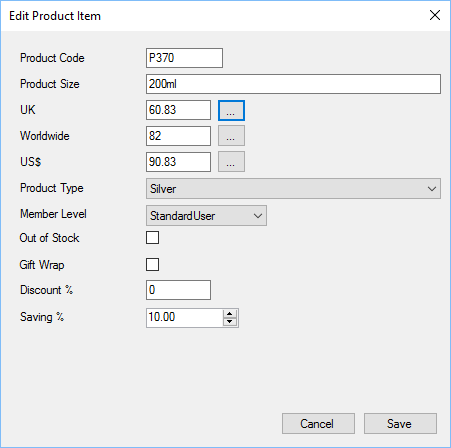 Edit Product Item
Product Code P370
Product Size 200ml
UK 60.83 ...
Worldwide 82 ...
US$ 90.83 ...
Product Type Silver
Member Level StandardUser
Out of Stock
Gift Wrap
Discount % 0
Saving % 10.00
Cancel Save